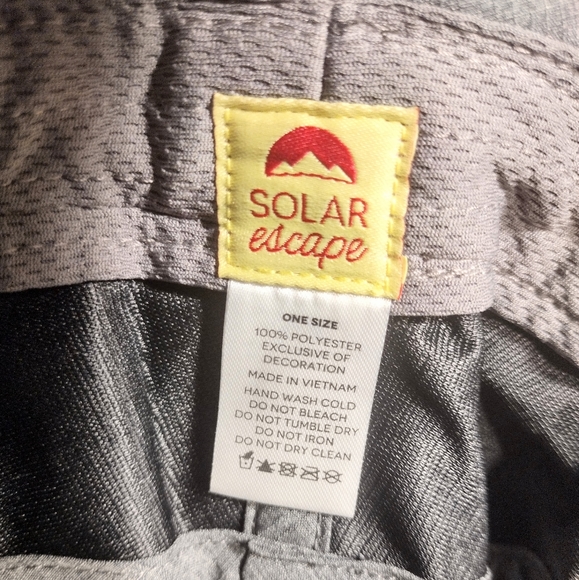 SOLAR
escape
ONE SIZE
100% POLYESTER
EXCLUSIVE OF
DECORATION
MADE IN VIETNAM
HAND WASH COLD
DO NOT BLEACH
DO NOT TUMBLE DRY
DO NOT IRON
DO NOT DRY CLEAN